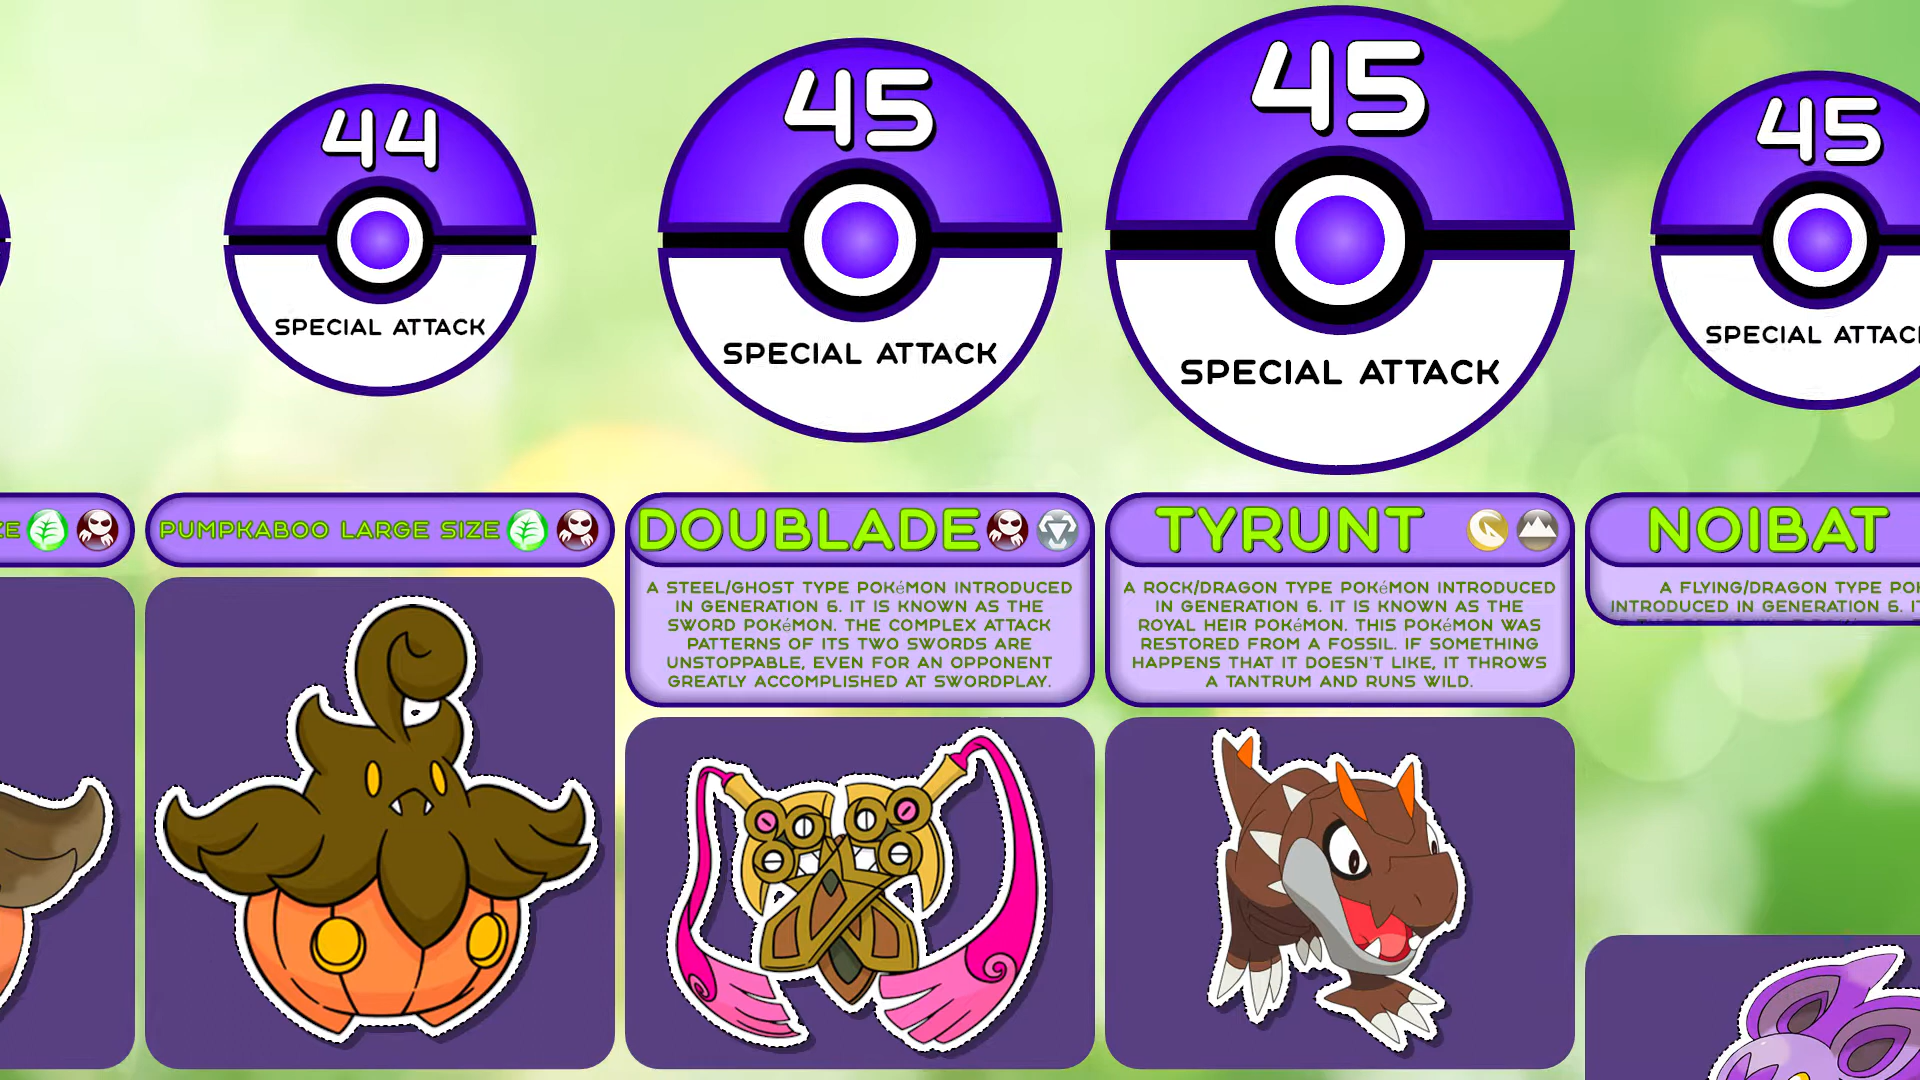 44
SPECIAL ATTACK
45
SPECIAL ATTACK
45
SPECIAL ATTACK
45
SPECIAL ATTAC
ZE
PUMPKABOO LARGE SIZE
DOUBLADE
A STEEL/GHOST TYPE POKéMON INTRODUCED
IN GENERATION 6. IT IS KNOWN AS THE
SWORD POKéMON. THE COMPLEX ATTACK
PATTERNS OF ITS TWO SWORDS ARE
UNSTOPPABLE, EVEN FOR AN OPPONENT
GREATLY ACCOMPLISHED AT SWORDPLAY.
TYRUNT
A ROCK/DRAGON TYPE POKéMON INTRODUCED
IN GENERATION 6. IT IS KNOWN AS THE
ROYAL HEIR POKéMON. THIS POKéMON WAS
RESTORED FROM A FOSSIL. IF SOMETHING
HAPPENS THAT IT DOESN'T LIKE, IT THROWS
A TANTRUM AND RUNS WILD.
NOIBAT
A FLYING/DRAGON TYPE POK
INTRODUCED IN GENERATION 6. IT